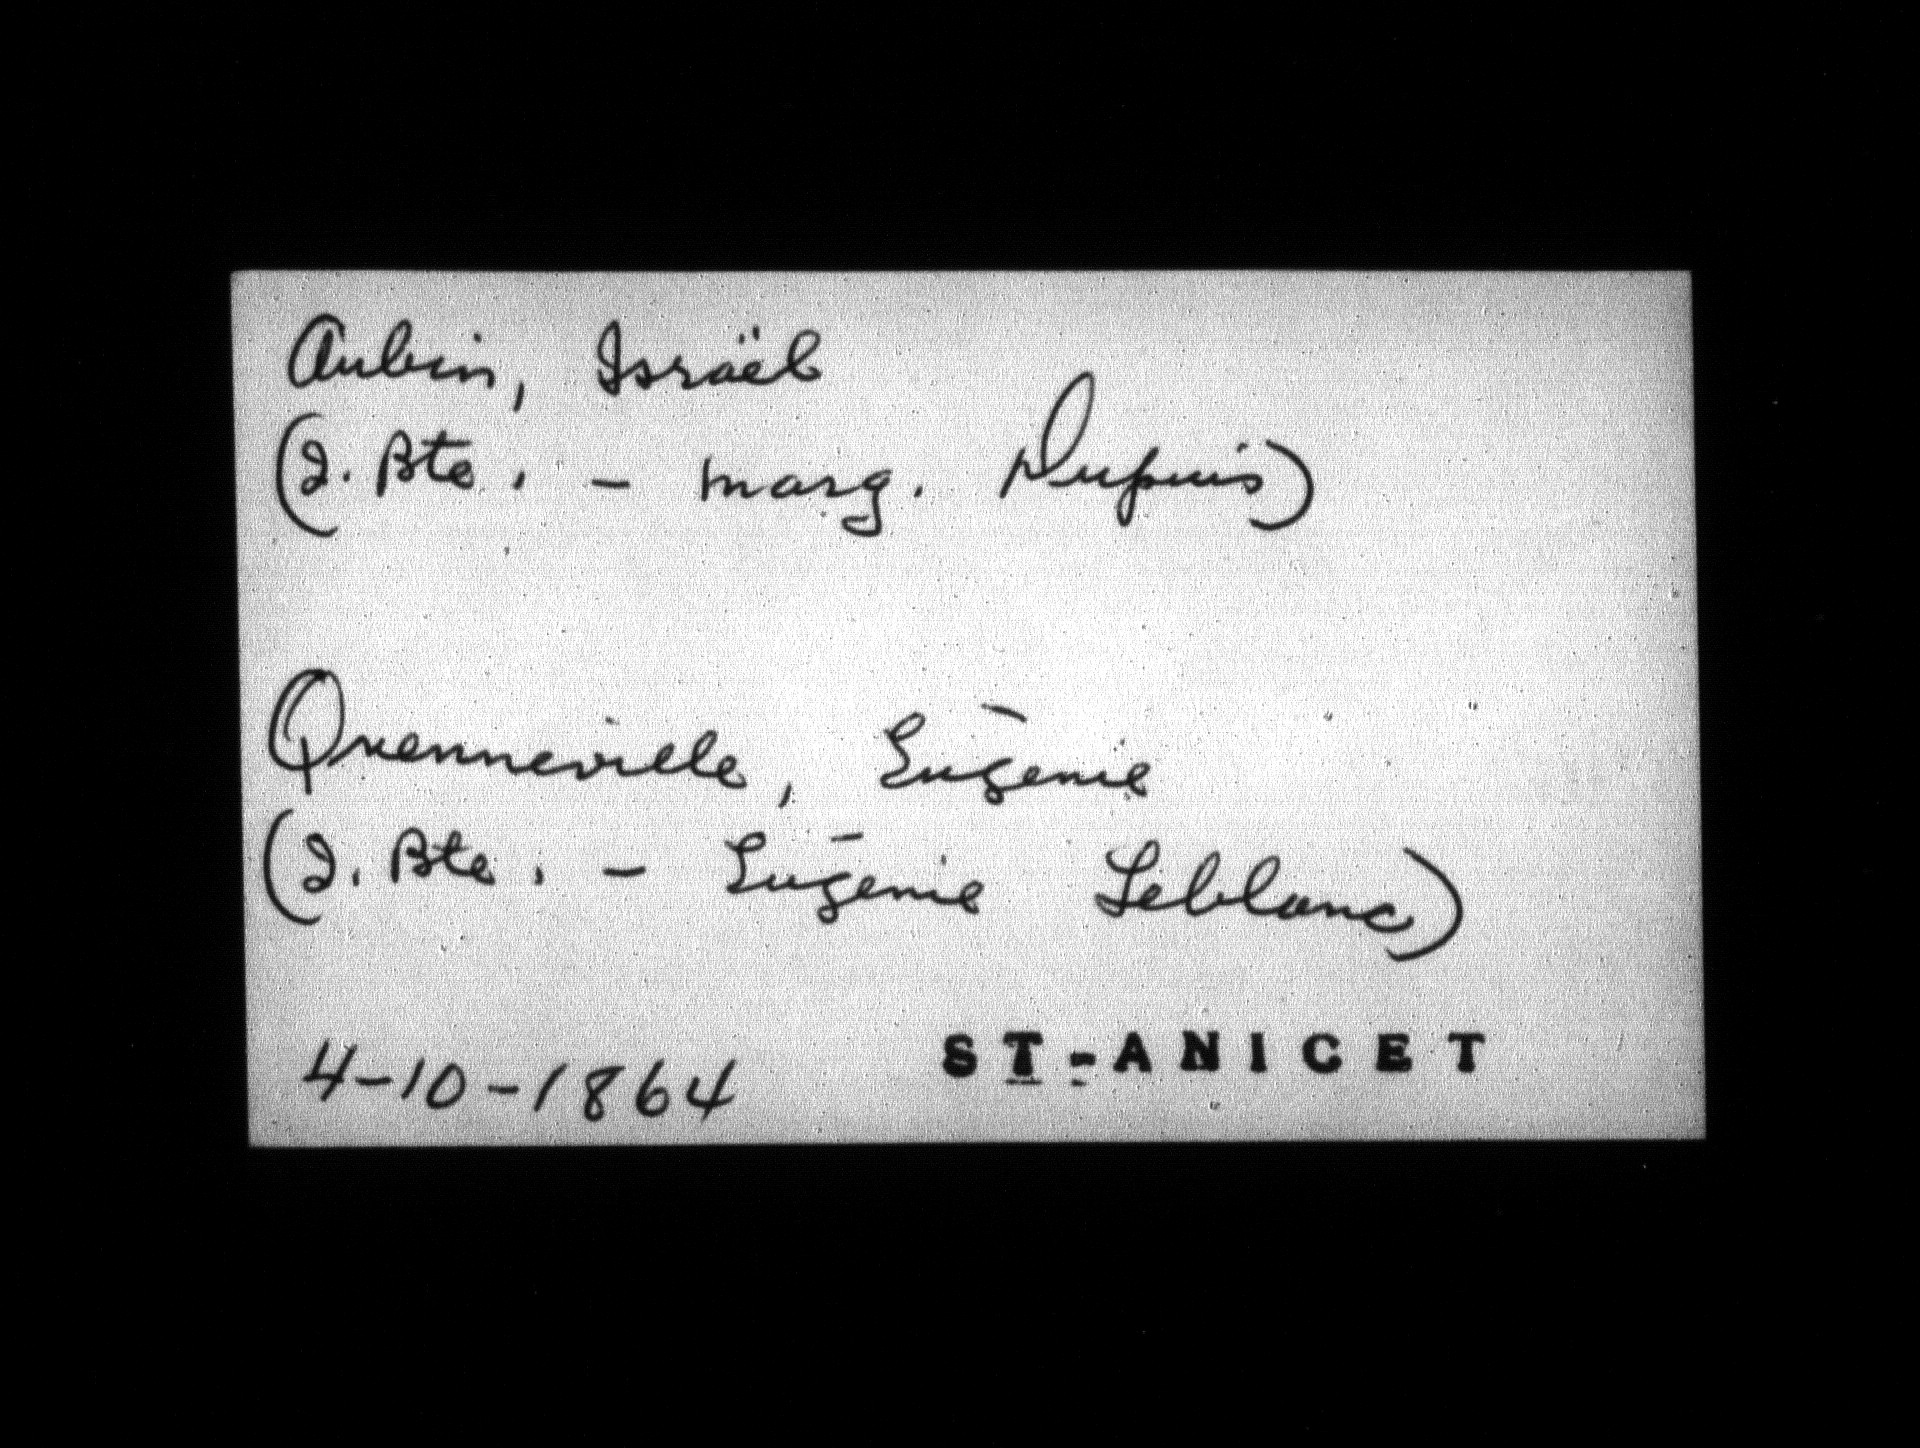 Aubin, Israël
(J. Bte. - Marg. Dupuis)
Quenneville, Eugénie
(J. Bte. - Eugénie Leblanc)
4-10-1864 ST-ANICET